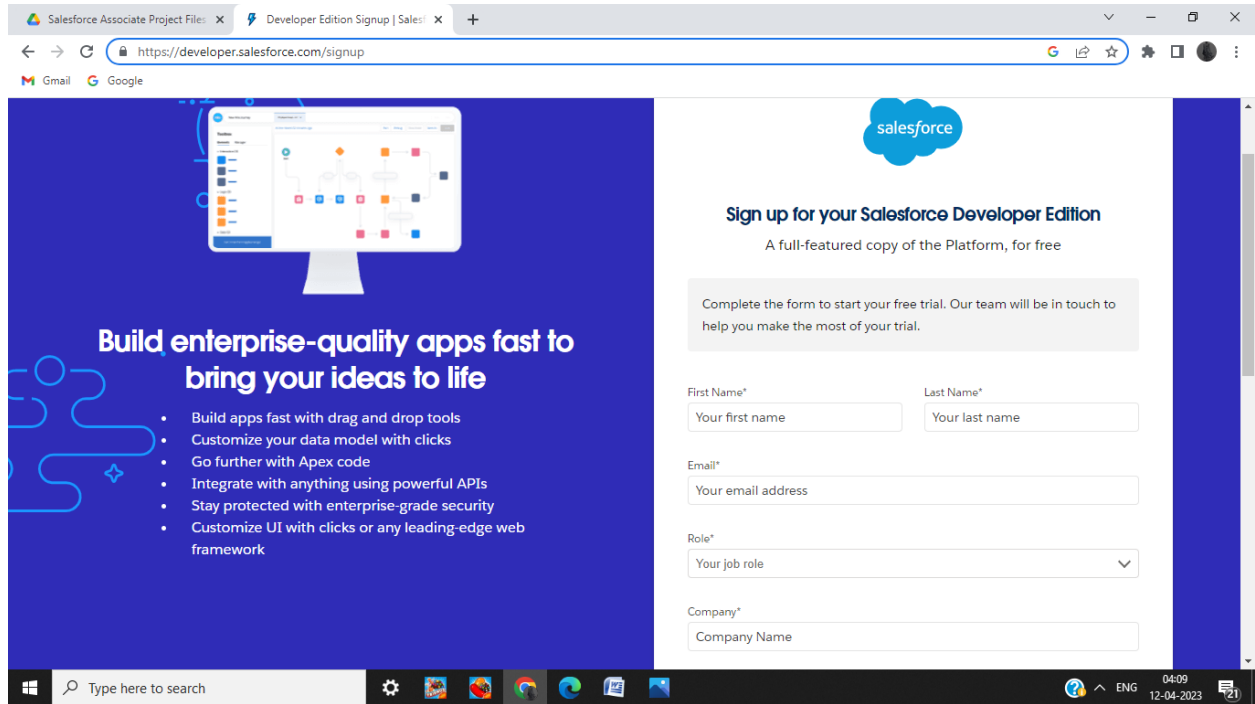 Salesforce Associate Project Files
Developer Edition Signup | Salesf
https://developer.salesforce.com/signup
Gmail
Google
Build enterprise-quality apps fast to
bring your ideas to life
Build apps fast with drag and drop tools
Customize your data model with clicks
Go further with Apex code
Integrate with anything using powerful APIs
Stay protected with enterprise-grade security
Customize UI with clicks or any leading-edge web
framework
salesforce
Sign up for your Salesforce Developer Edition
A full-featured copy of the Platform, for free
Complete the form to start your free trial. Our team will be in touch to
help you make the most of your trial.
First Name*
Last Name*
Your first name
Your last name
Email*
Your email address
Role*
Your job role
Company*
Company Name
Type here to search
ENG
04:09
12-04-2023
21